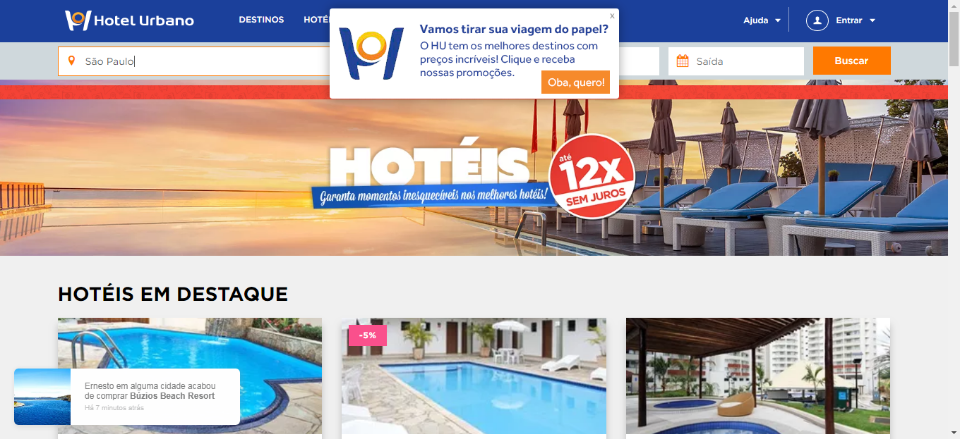 Hotel Urbano
DESTINOS
Ajuda
Entrar
x
Vamos tirar sua viagem do papel?
O HU tem os melhores destinos com
preços incríveis! Clique e receba
nossas promoções.
Oba, quero!
São Paulo
Saída
Buscar
HOTÉIS
Garanta momentos inesquecíveis nos melhores hotéis!
até
12x
SEM JUROS
HOTÉIS EM DESTAQUE
-5%
Ernesto em alguma cidade acabou
de comprar Búzios Beach Resort
Há 7 minutos atrás